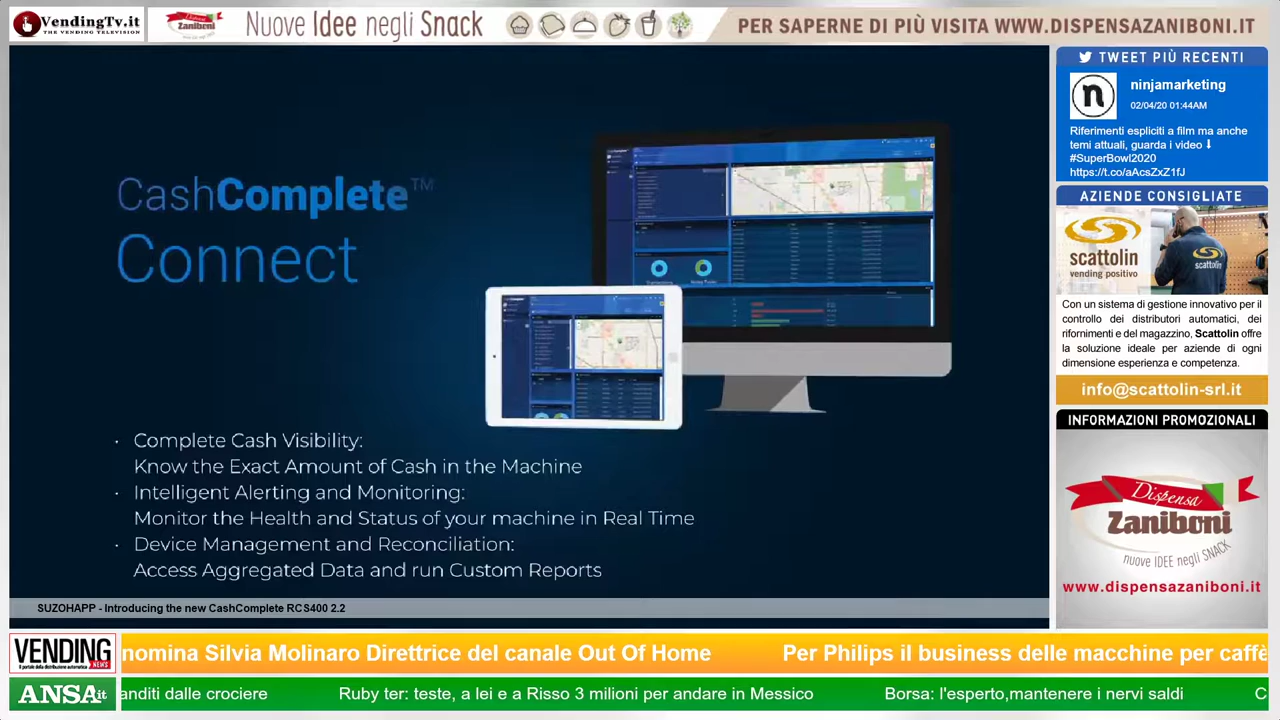 VendingTv.it
THE VENDING TELEVISION
Dispensa
Zaniboni
Nuove Idee negli Snack
PER SAPERNE DI PIÙ VISITA WWW.DISPENSAZANIBONI.IT
CashComplete™
Connect
· Complete Cash Visibility:
Know the Exact Amount of Cash in the Machine
· Intelligent Alerting and Monitoring:
Monitor the Health and Status of your machine in Real Time
· Device Management and Reconciliation:
Access Aggregated Data and run Custom Reports
SUZOHAPP - Introducing the new CashComplete RCS400 2.2
TWEET PIÙ RECENTI
n
ninjamarketing
02/04/20 01:44AM
Riferimenti espliciti a film ma anche
temi attuali, guarda i video ⬇
#SuperBowl2020
https://t.co/aAcsZxZ1fJ
AZIENDE CONSIGLIATE
scattolin
vending positivo
scattolin
Con un sistema di gestione innovativo per il
controllo dei distributori automatici, dei
rifornimenti e del magazzino, Scattolin offre
la soluzione ideale per aziende di ogni
dimensione esperienza e competenza.
info@scattolin-srl.it
INFORMAZIONI PROMOZIONALI
Dispensa
Zaniboni
nuove IDEE negli SNACK
www.dispensazaniboni.it
VENDING
NEWS
Il portale della distribuzione automatica
nomina Silvia Molinaro Direttrice del canale Out Of Home
Per Philips il business delle macchine per caffè
ANSA.it
anditi dalle crociere
Ruby ter: teste, a lei e a Risso 3 milioni per andare in Messico
Borsa: l'esperto,mantenere i nervi saldi